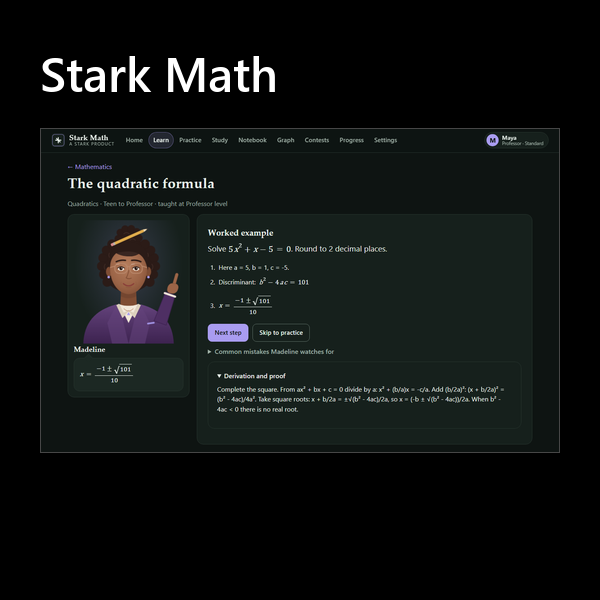 Stark Math
Stark Math
A STARK PRODUCT
Home Learn Practice Study Notebook Graph Contests Progress Settings
M
Maya
Professor · Standard
← Mathematics
The quadratic formula
Quadratics · Teen to Professor · taught at Professor level
Madeline
x = (−1 ± √101) / 10
Worked example
Solve 5x² + x − 5 = 0. Round to 2 decimal places.
1. Here a = 5, b = 1, c = -5.
2. Discriminant: b² − 4ac = 101
3. x = (−1 ± √101) / 10
Next step Skip to practice
▶ Common mistakes Madeline watches for
▼ Derivation and proof
Complete the square. From ax² + bx + c = 0 divide by a: x² + (b/a)x = -c/a. Add (b/2a)²: (x + b/2a)² =
(b² - 4ac)/4a². Take square roots: x + b/2a = ±√(b² - 4ac)/2a, so x = (-b ± √(b² - 4ac))/2a. When b² -
4ac < 0 there is no real root.